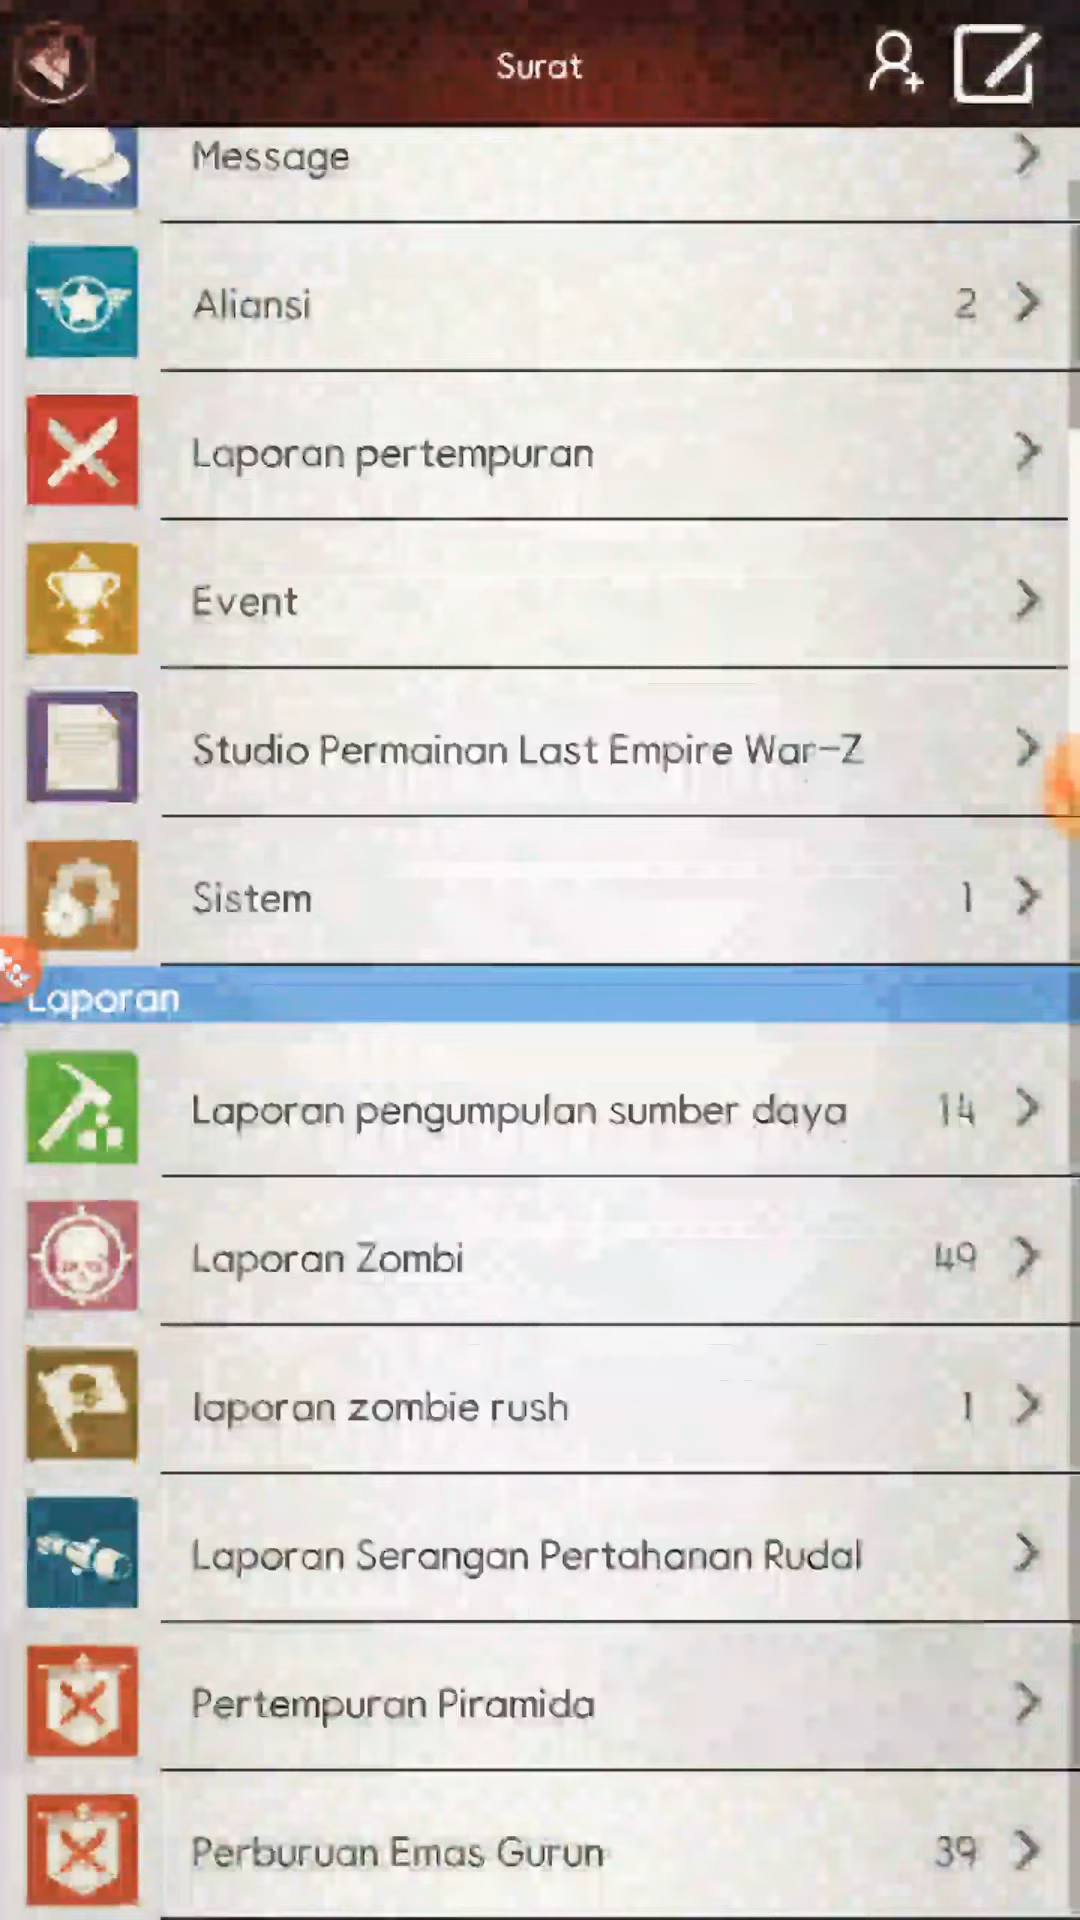 Surat
Message
Aliansi 2
Laporan pertempuran
Event
Studio Permainan Last Empire War-Z
Sistem 1
Laporan
Laporan pengumpulan sumber daya 14
Laporan Zombi 49
laporan zombie rush 1
Laporan Serangan Pertahanan Rudal
Pertempuran Piramida
Perburuan Emas Gurun 39